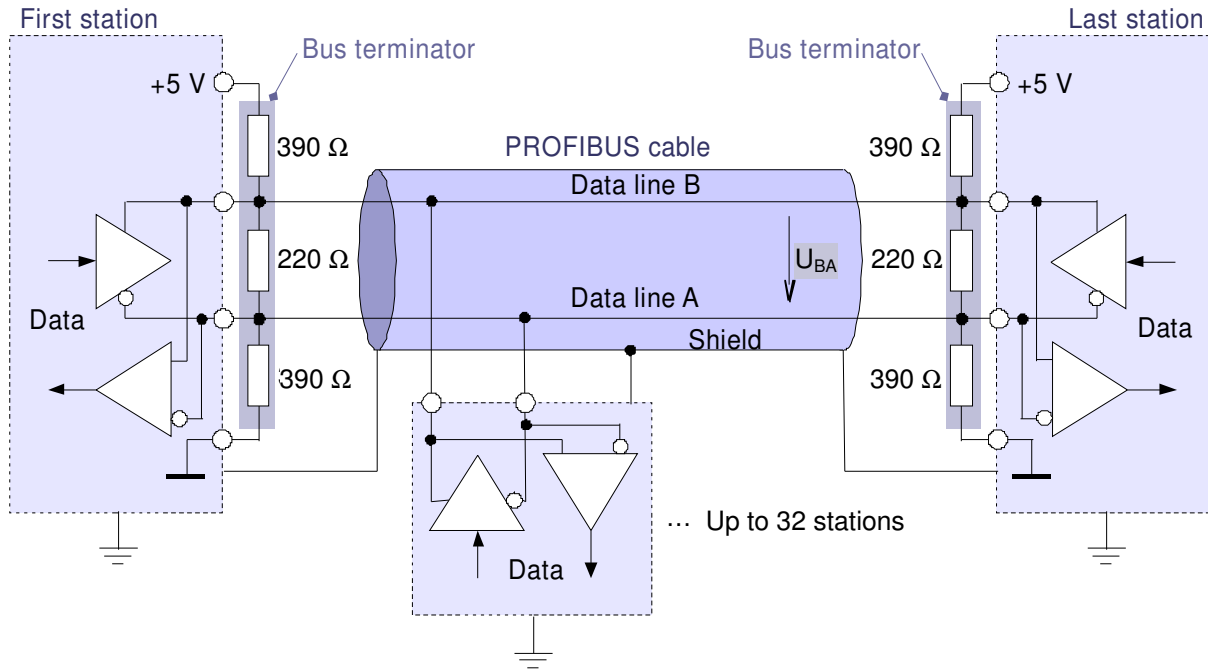 First station
Last station
Bus terminator
Bus terminator
+5 V
+5 V
390 Ω
PROFIBUS cable
390 Ω
Data line B
220 Ω
U_BA
220 Ω
Data line A
Data
Data
Shield
390 Ω
390 Ω
... Up to 32 stations
Data